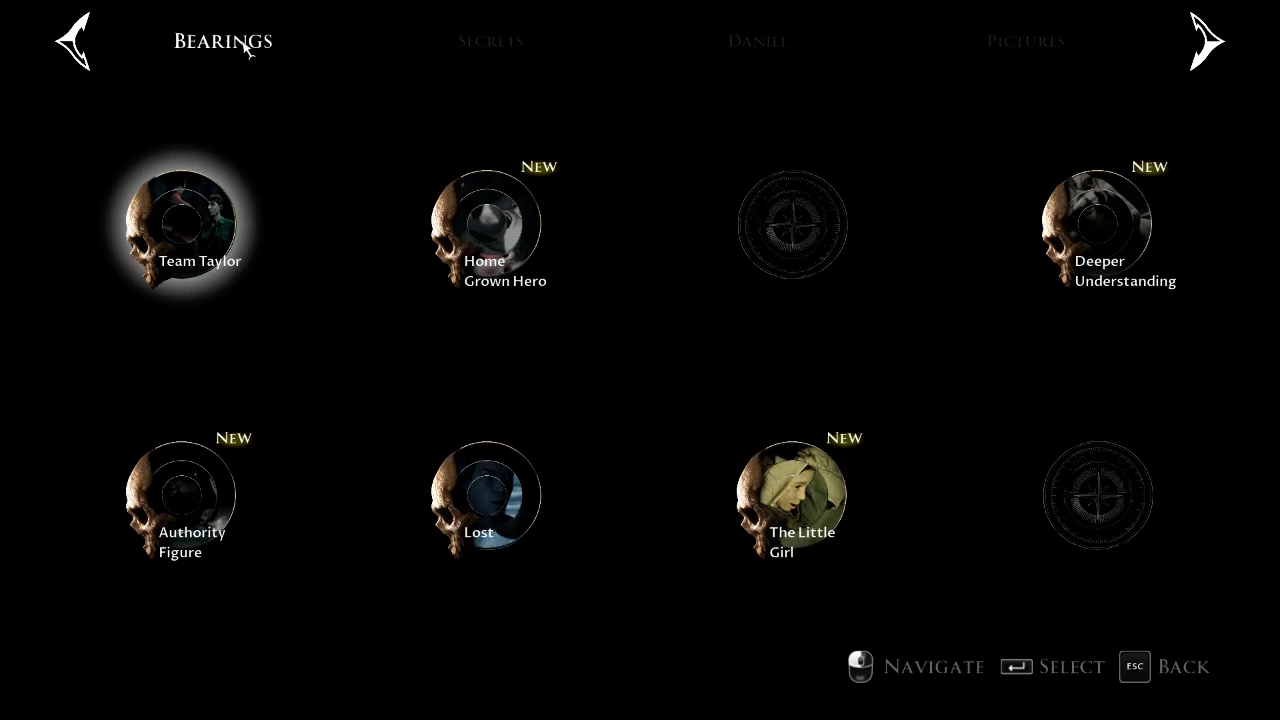 BEARINGS
SECRETS
DANIEL
PICTURES
Team Taylor
NEW
Home
Grown Hero
NEW
Deeper
Understanding
NEW
Authority
Figure
Lost
NEW
The Little
Girl
NAVIGATE
SELECT
ESC
BACK